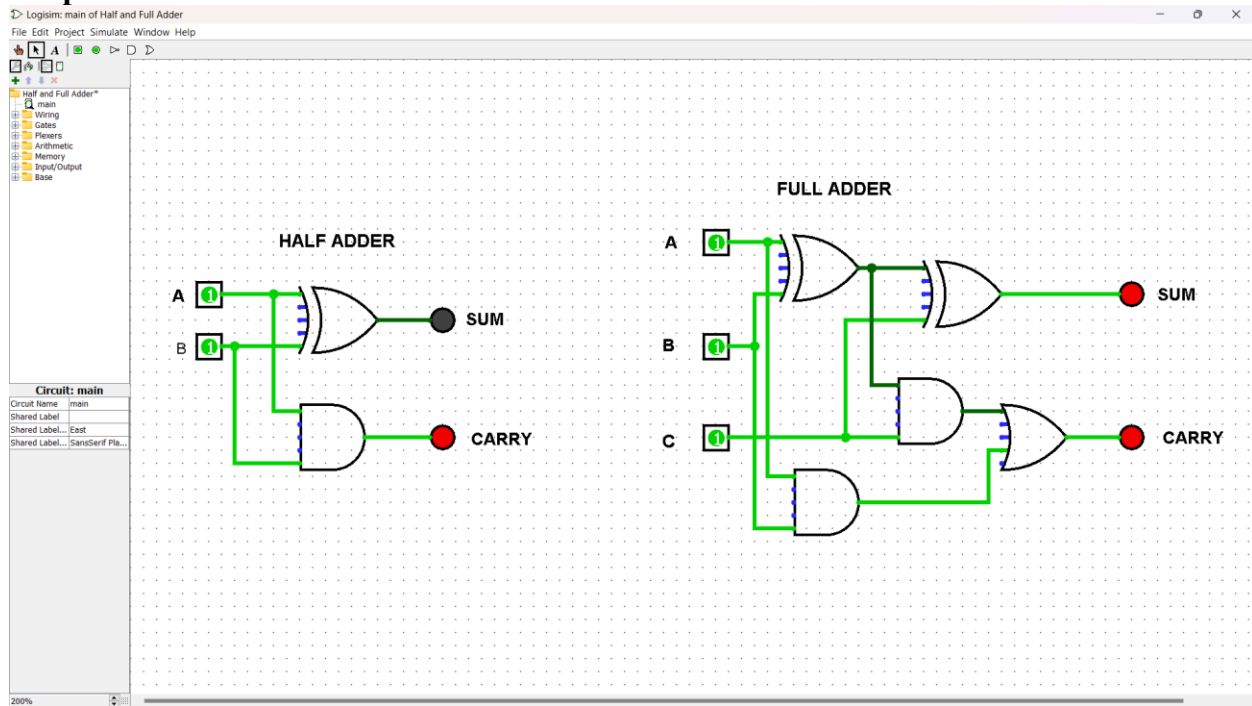 Logisim: main of Half and Full Adder
File Edit Project Simulate Window Help
A
Half and Full Adder*
main
Wiring
Gates
Plexers
Arithmetic
Memory
Input/Output
Base
Circuit: main
Circuit Name main
Shared Label
Shared Label... East
Shared Label... SansSerif Pla...
200%
HALF ADDER
A 1
B 1
SUM
CARRY
FULL ADDER
A 1
B 1
C 1
SUM
CARRY